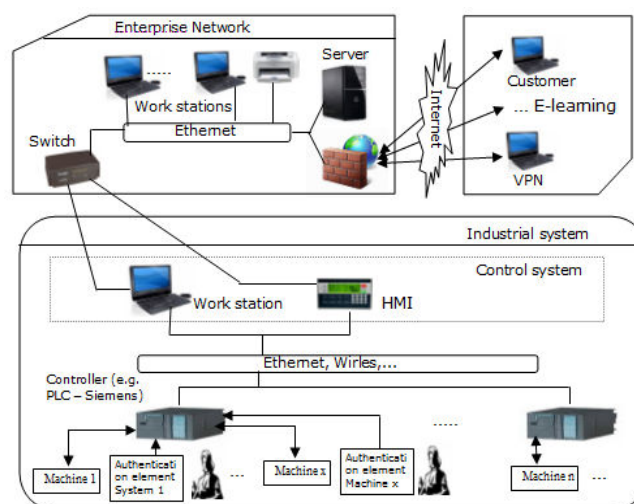 Enterprise Network
Server
Work stations
Ethernet
Switch
Internet
Customer
... E-learning
VPN
Industrial system
Control system
Work station
HMI
Ethernet, Wirles,...
Controller (e.g.
PLC – Siemens)
Machine 1
Authenticati
on element
System 1
...
Machine x
Authenticati
on element
Machine x
...
.....
Machine n
...